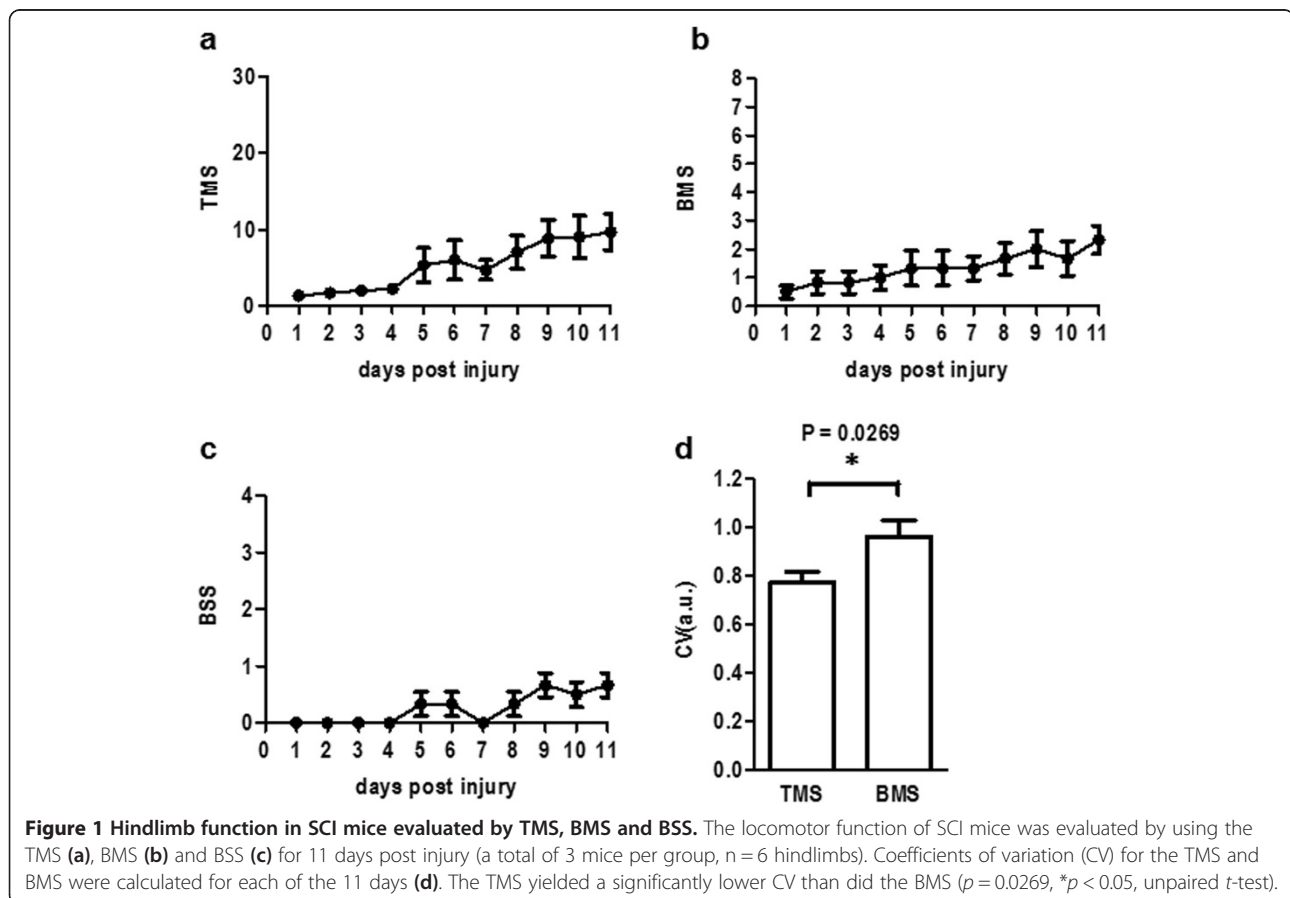 a
30
20
10
0
TMS
0 1 2 3 4 5 6 7 8 9 10 11
days post injury
b
8
7
6
5
4
3
2
1
0
BMS
0 1 2 3 4 5 6 7 8 9 10 11
days post injury
c
4
3
2
1
0
BSS
0 1 2 3 4 5 6 7 8 9 10 11
days post injury
d
P = 0.0269
*
1.2
1.0
0.8
0.6
0.4
0.2
0.0
CV(a.u.)
TMS BMS
Figure 1 Hindlimb function in SCI mice evaluated by TMS, BMS and BSS. The locomotor function of SCI mice was evaluated by using the
TMS (a), BMS (b) and BSS (c) for 11 days post injury (a total of 3 mice per group, n = 6 hindlimbs). Coefficients of variation (CV) for the TMS and
BMS were calculated for each of the 11 days (d). The TMS yielded a significantly lower CV than did the BMS (p = 0.0269, *p < 0.05, unpaired t-test).